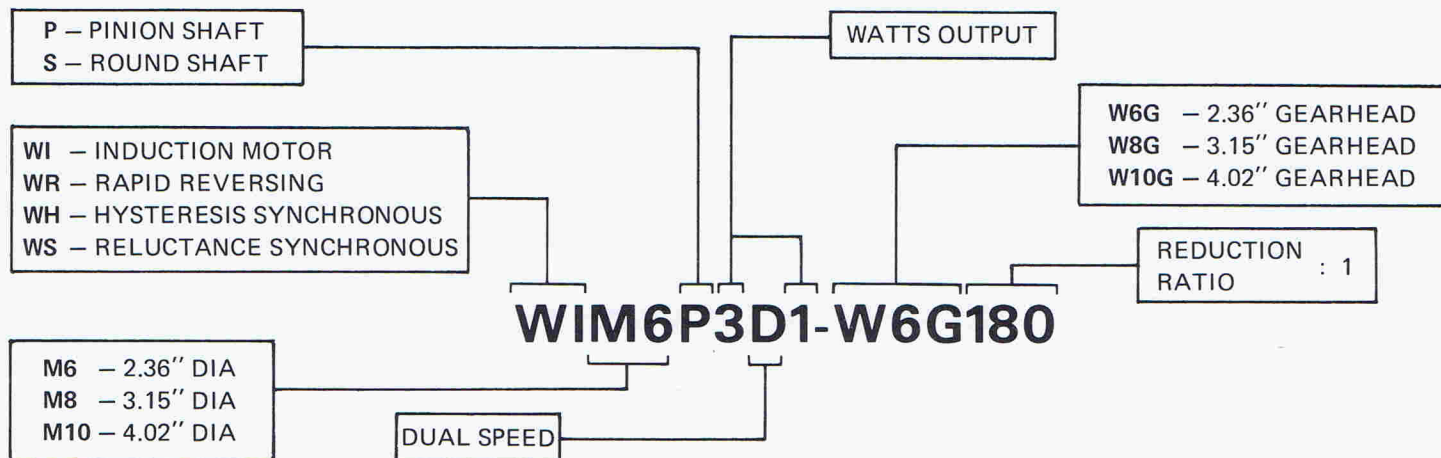 P – PINION SHAFT
S – ROUND SHAFT
WATTS OUTPUT
W6G – 2.36" GEARHEAD
W8G – 3.15" GEARHEAD
W10G – 4.02" GEARHEAD
WI – INDUCTION MOTOR
WR – RAPID REVERSING
WH – HYSTERESIS SYNCHRONOUS
WS – RELUCTANCE SYNCHRONOUS
REDUCTION
RATIO : 1
WIM6P3D1-W6G180
M6 – 2.36" DIA
M8 – 3.15" DIA
M10 – 4.02" DIA
DUAL SPEED